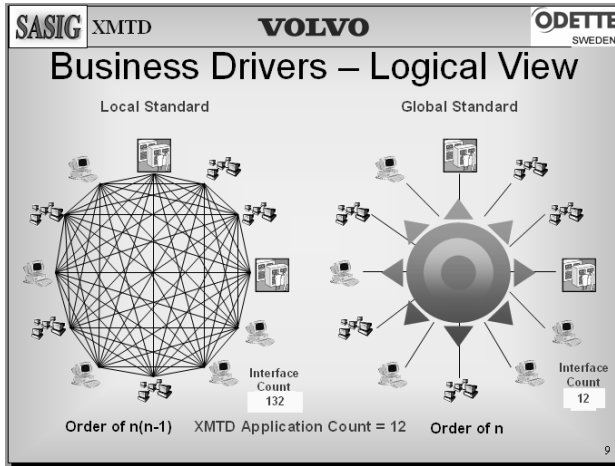 SASIG XMTD VOLVO ODETTE
SWEDEN
Business Drivers – Logical View
Local Standard Global Standard
Interface
Count
132
Interface
Count
12
Order of n(n-1) XMTD Application Count = 12 Order of n
9